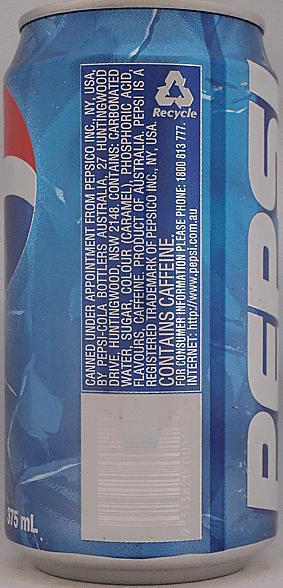 CANNED UNDER APPOINTMENT FROM PEPSICO INC., NY, USA,
BY PEPSI-COLA BOTTLERS AUSTRALIA, 27 HUNTINGWOOD
DRIVE, HUNTINGWOOD, NSW 2148. CONTAINS: CARBONATED
WATER, SUGAR, COLOUR (CARAMEL), PHOSPHORIC ACID,
FLAVOURS, CAFFEINE. PRODUCT OF AUSTRALIA. PEPSI IS A
REGISTERED TRADEMARK OF PEPSICO INC, NY, USA.
CONTAINS CAFFEINE.
FOR CONSUMER INFORMATION PLEASE PHONE: 1800 813 777.
INTERNET http://www.pepsi.com.au
Recycle
PEPSI
375 mL